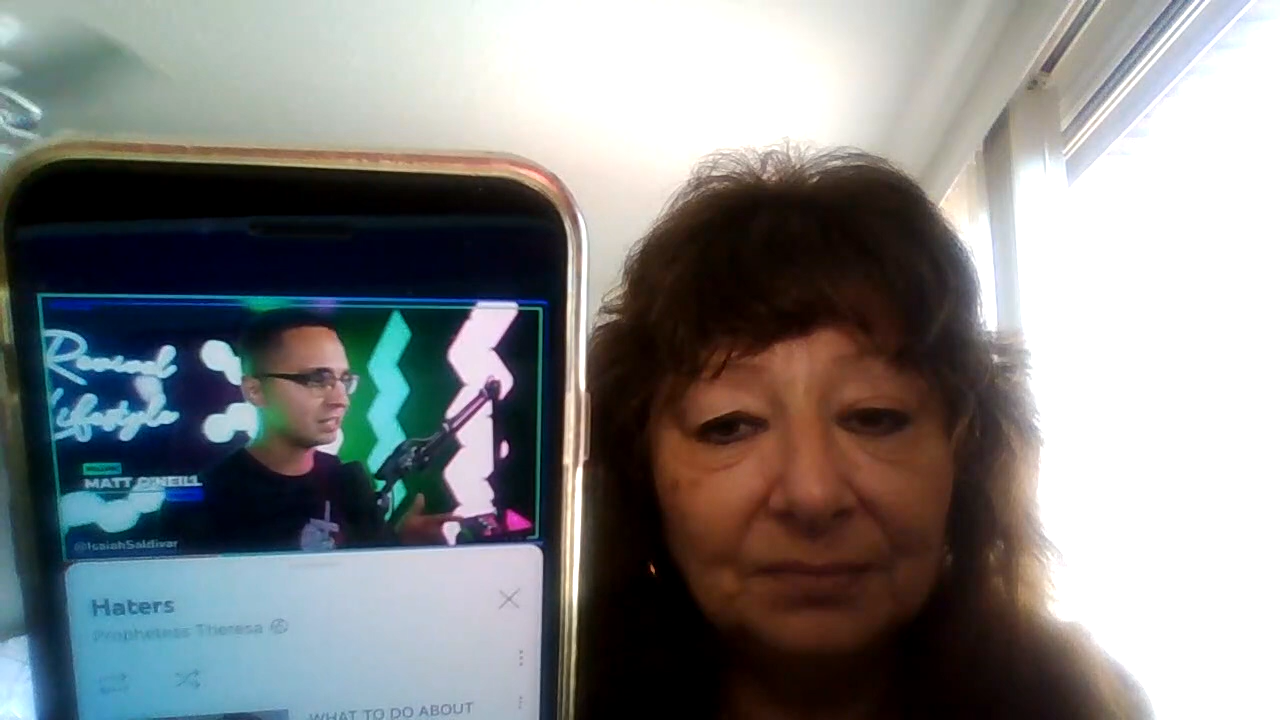 Revival
Lifestyle
MATT O'NEILL
@IsaiahSaldivar
Haters
Prophetess Theresa
WHAT TO DO ABOUT